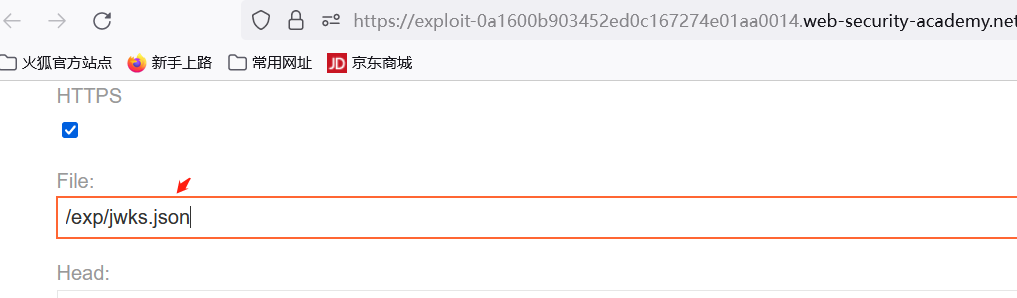 https://exploit-0a1600b903452ed0c167274e01aa0014.web-security-academy.net
火狐官方站点 新手上路 常用网址 JD 京东商城
HTTPS
File:
/exp/jwks.json
Head: